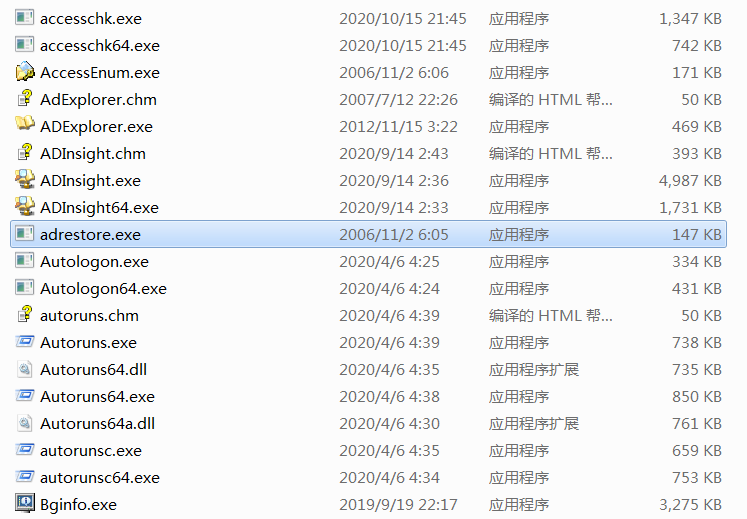 accesschk.exe 2020/10/15 21:45 应用程序 1,347 KB
accesschk64.exe 2020/10/15 21:45 应用程序 742 KB
AccessEnum.exe 2006/11/2 6:06 应用程序 171 KB
AdExplorer.chm 2007/7/12 22:26 编译的 HTML 帮... 50 KB
ADExplorer.exe 2012/11/15 3:22 应用程序 469 KB
ADInsight.chm 2020/9/14 2:43 编译的 HTML 帮... 393 KB
ADInsight.exe 2020/9/14 2:36 应用程序 4,987 KB
ADInsight64.exe 2020/9/14 2:33 应用程序 1,731 KB
adrestore.exe 2006/11/2 6:05 应用程序 147 KB
Autologon.exe 2020/4/6 4:25 应用程序 334 KB
Autologon64.exe 2020/4/6 4:24 应用程序 431 KB
autoruns.chm 2020/4/6 4:39 编译的 HTML 帮... 50 KB
Autoruns.exe 2020/4/6 4:39 应用程序 738 KB
Autoruns64.dll 2020/4/6 4:35 应用程序扩展 735 KB
Autoruns64.exe 2020/4/6 4:38 应用程序 850 KB
Autoruns64a.dll 2020/4/6 4:30 应用程序扩展 761 KB
autorunsc.exe 2020/4/6 4:35 应用程序 659 KB
autorunsc64.exe 2020/4/6 4:34 应用程序 753 KB
Bginfo.exe 2019/9/19 22:17 应用程序 3,275 KB